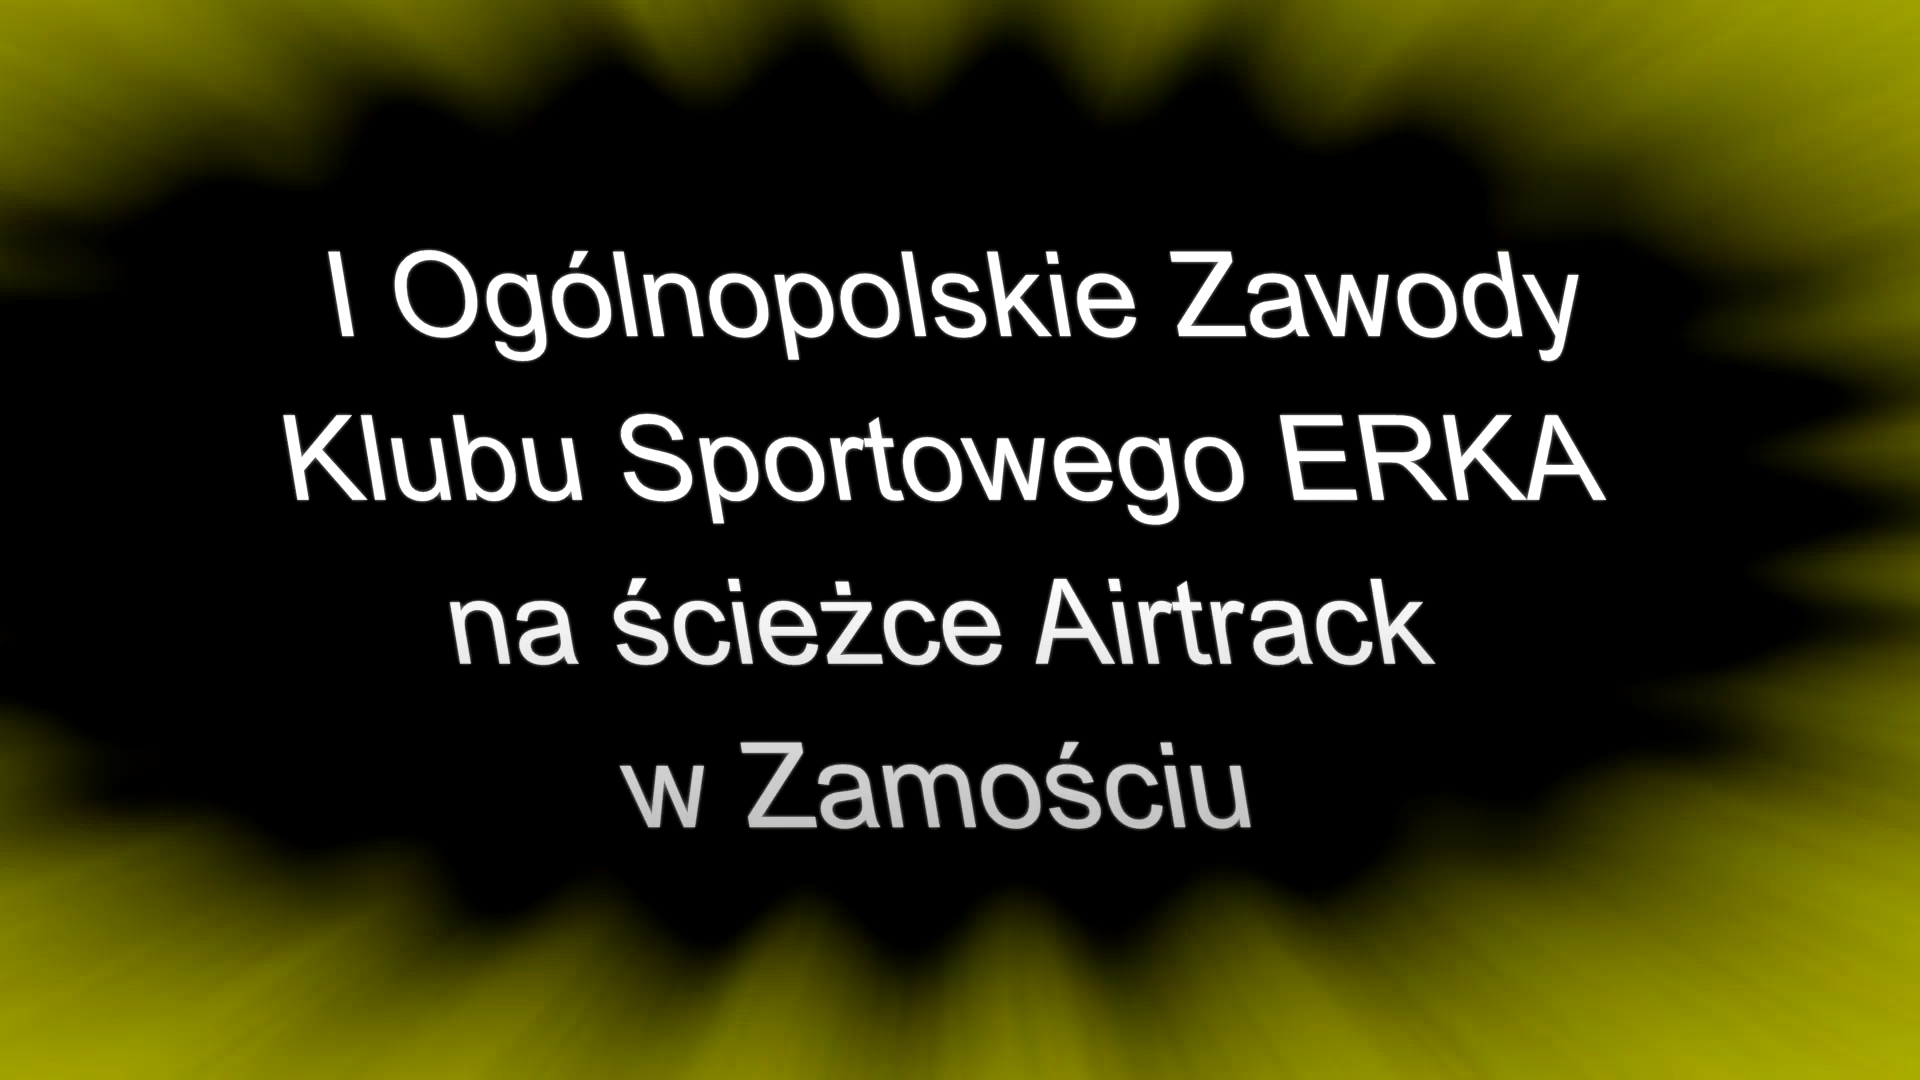 I Ogólnopolskie Zawody
Klubu Sportowego ERKA
na ścieżce Airtrack
w Zamościu